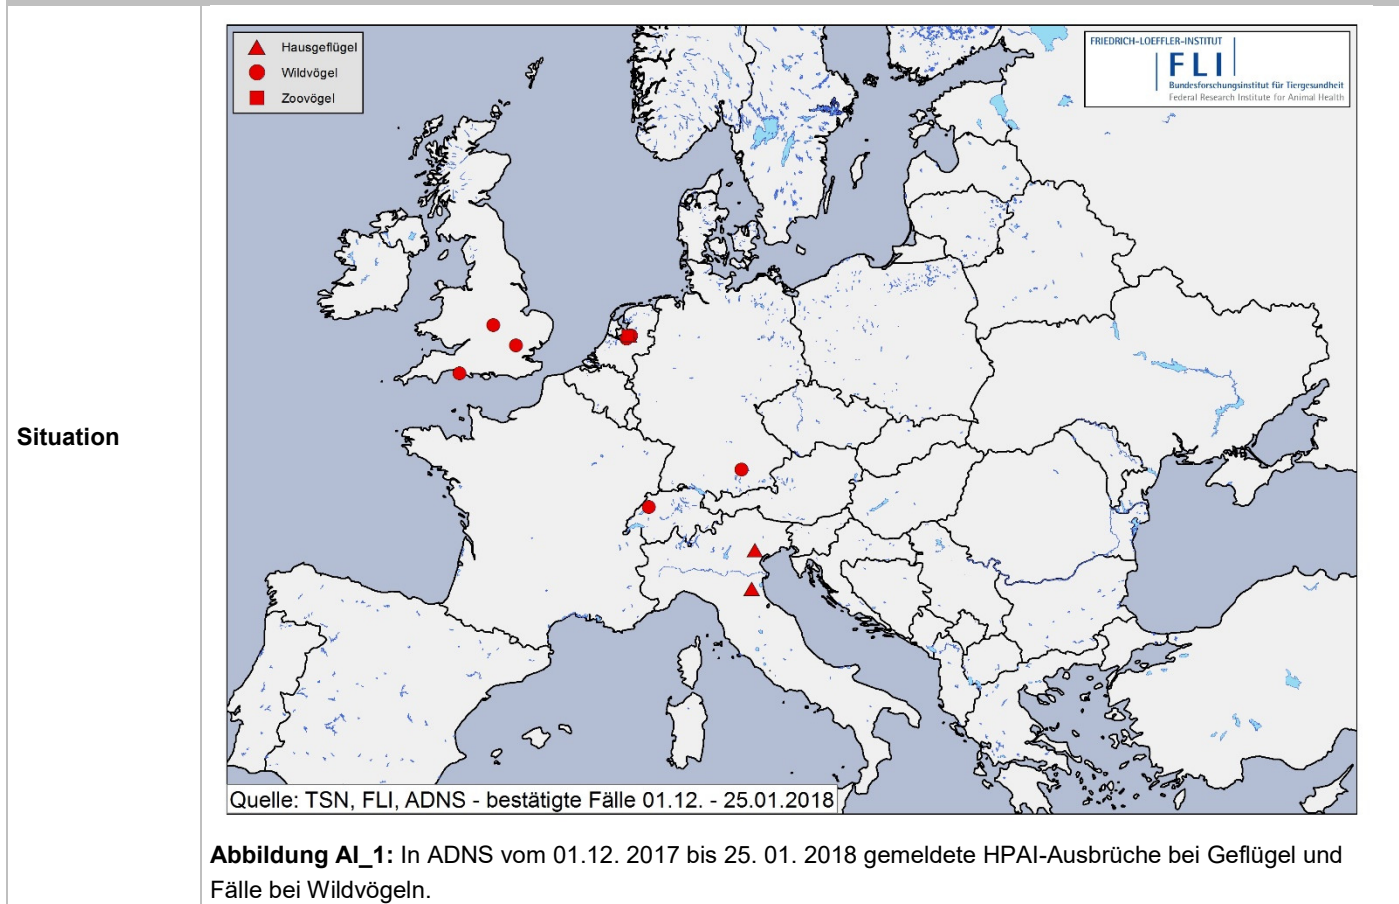 Situation
Hausgeflügel
Wildvögel
Zoovögel
FRIEDRICH-LOEFFLER-INSTITUT
FLI
Bundesforschungsinstitut für Tiergesundheit
Federal Research Institute for Animal Health
Quelle: TSN, FLI, ADNS - bestätigte Fälle 01.12. - 25.01.2018
Abbildung AI_1: In ADNS vom 01.12. 2017 bis 25. 01. 2018 gemeldete HPAI-Ausbrüche bei Geflügel und
Fälle bei Wildvögeln.